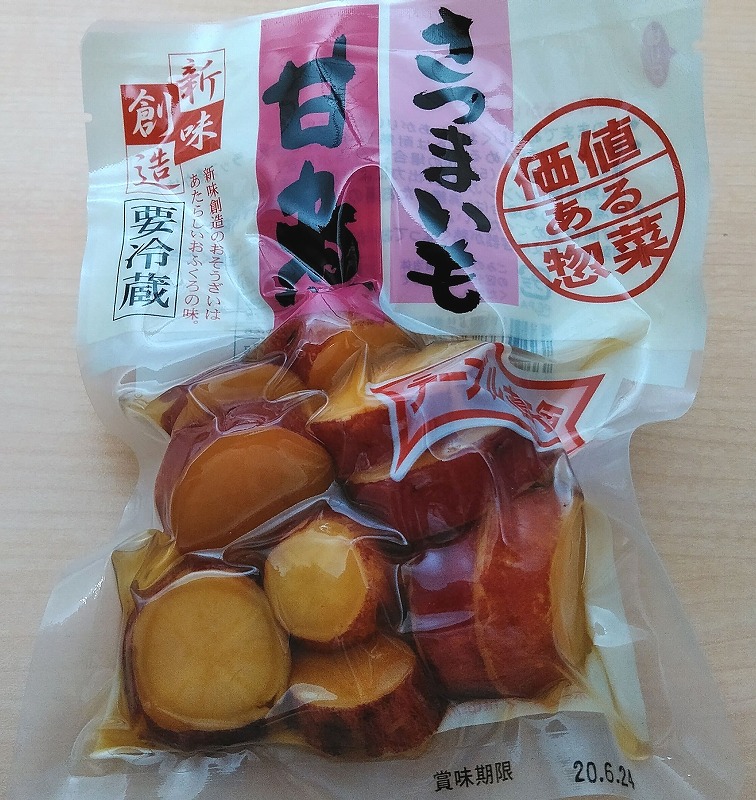 さつまいも
甘煮
価値
ある
惣菜
新味
創造
新味創造のおそうざいは
あたらしいおふくろの味。
要冷蔵
賞味期限 20.6.24